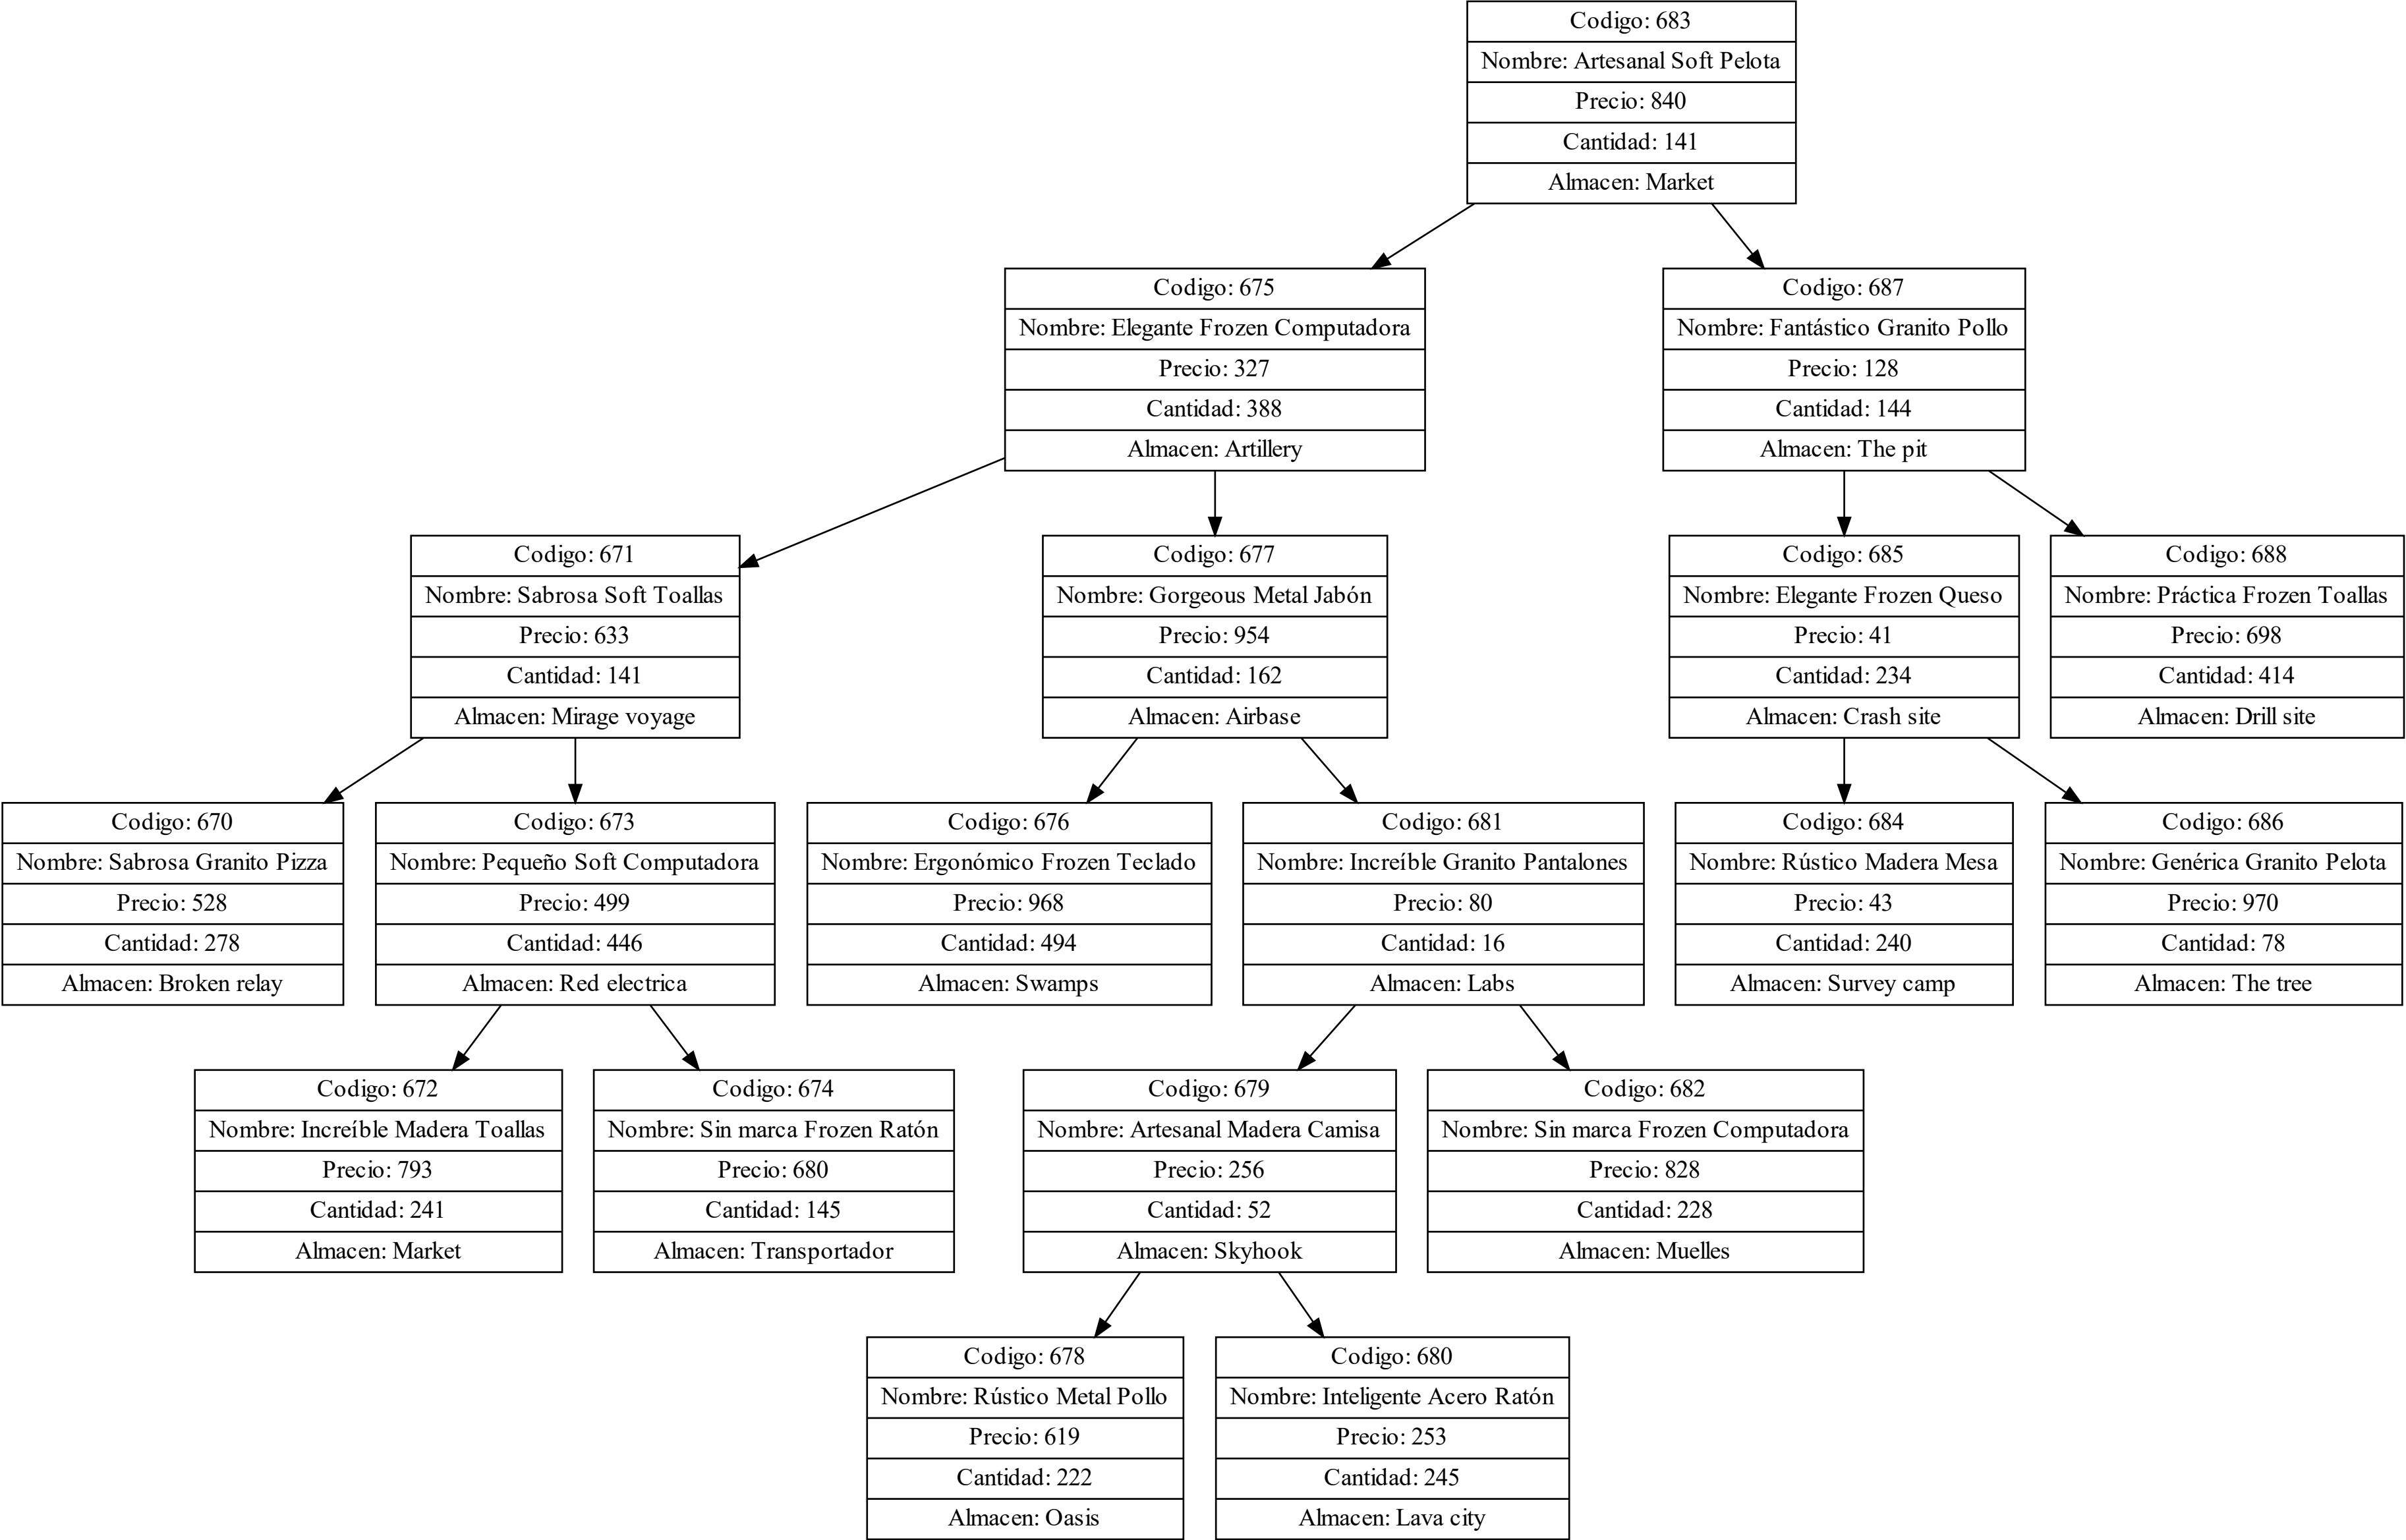 Codigo: 683
Nombre: Artesanal Soft Pelota
Precio: 840
Cantidad: 141
Almacen: Market
Codigo: 675
Nombre: Elegante Frozen Computadora
Precio: 327
Cantidad: 388
Almacen: Artillery
Codigo: 687
Nombre: Fantástico Granito Pollo
Precio: 128
Cantidad: 144
Almacen: The pit
Codigo: 671
Nombre: Sabrosa Soft Toallas
Precio: 633
Cantidad: 141
Almacen: Mirage voyage
Codigo: 677
Nombre: Gorgeous Metal Jabón
Precio: 954
Cantidad: 162
Almacen: Airbase
Codigo: 685
Nombre: Elegante Frozen Queso
Precio: 41
Cantidad: 234
Almacen: Crash site
Codigo: 688
Nombre: Práctica Frozen Toallas
Precio: 698
Cantidad: 414
Almacen: Drill site
Codigo: 670
Nombre: Sabrosa Granito Pizza
Precio: 528
Cantidad: 278
Almacen: Broken relay
Codigo: 673
Nombre: Pequeño Soft Computadora
Precio: 499
Cantidad: 446
Almacen: Red electrica
Codigo: 676
Nombre: Ergonómico Frozen Teclado
Precio: 968
Cantidad: 494
Almacen: Swamps
Codigo: 681
Nombre: Increíble Granito Pantalones
Precio: 80
Cantidad: 16
Almacen: Labs
Codigo: 684
Nombre: Rústico Madera Mesa
Precio: 43
Cantidad: 240
Almacen: Survey camp
Codigo: 686
Nombre: Genérica Granito Pelota
Precio: 970
Cantidad: 78
Almacen: The tree
Codigo: 672
Nombre: Increíble Madera Toallas
Precio: 793
Cantidad: 241
Almacen: Market
Codigo: 674
Nombre: Sin marca Frozen Ratón
Precio: 680
Cantidad: 145
Almacen: Transportador
Codigo: 679
Nombre: Artesanal Madera Camisa
Precio: 256
Cantidad: 52
Almacen: Skyhook
Codigo: 682
Nombre: Sin marca Frozen Computadora
Precio: 828
Cantidad: 228
Almacen: Muelles
Codigo: 678
Nombre: Rústico Metal Pollo
Precio: 619
Cantidad: 222
Almacen: Oasis
Codigo: 680
Nombre: Inteligente Acero Ratón
Precio: 253
Cantidad: 245
Almacen: Lava city